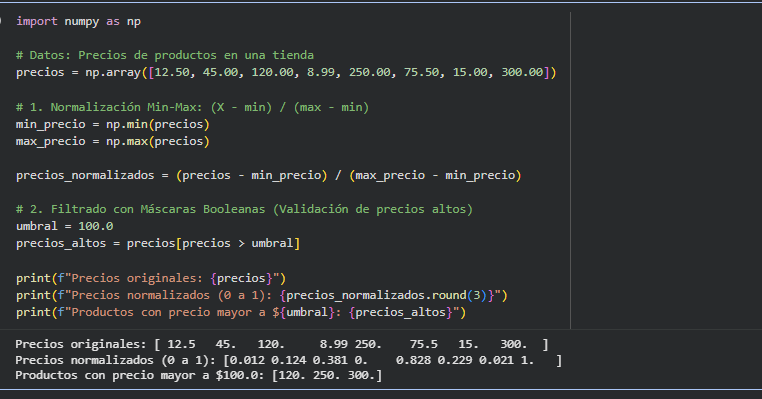 import numpy as np
# Datos: Precios de productos en una tienda
precios = np.array([12.50, 45.00, 120.00, 8.99, 250.00, 75.50, 15.00, 300.00])
# 1. Normalización Min-Max: (X - min) / (max - min)
min_precio = np.min(precios)
max_precio = np.max(precios)
precios_normalizados = (precios - min_precio) / (max_precio - min_precio)
# 2. Filtrado con Máscaras Booleanas (Validación de precios altos)
umbral = 100.0
precios_altos = precios[precios > umbral]
print(f"Precios originales: {precios}")
print(f"Precios normalizados (0 a 1): {precios_normalizados.round(3)}")
print(f"Productos con precio mayor a ${umbral}: {precios_altos}")
Precios originales: [ 12.5   45.   120.     8.99 250.    75.5   15.   300.  ]
Precios normalizados (0 a 1): [0.012 0.124 0.381 0.    0.828 0.229 0.021 1.   ]
Productos con precio mayor a $100.0: [120. 250. 300.]